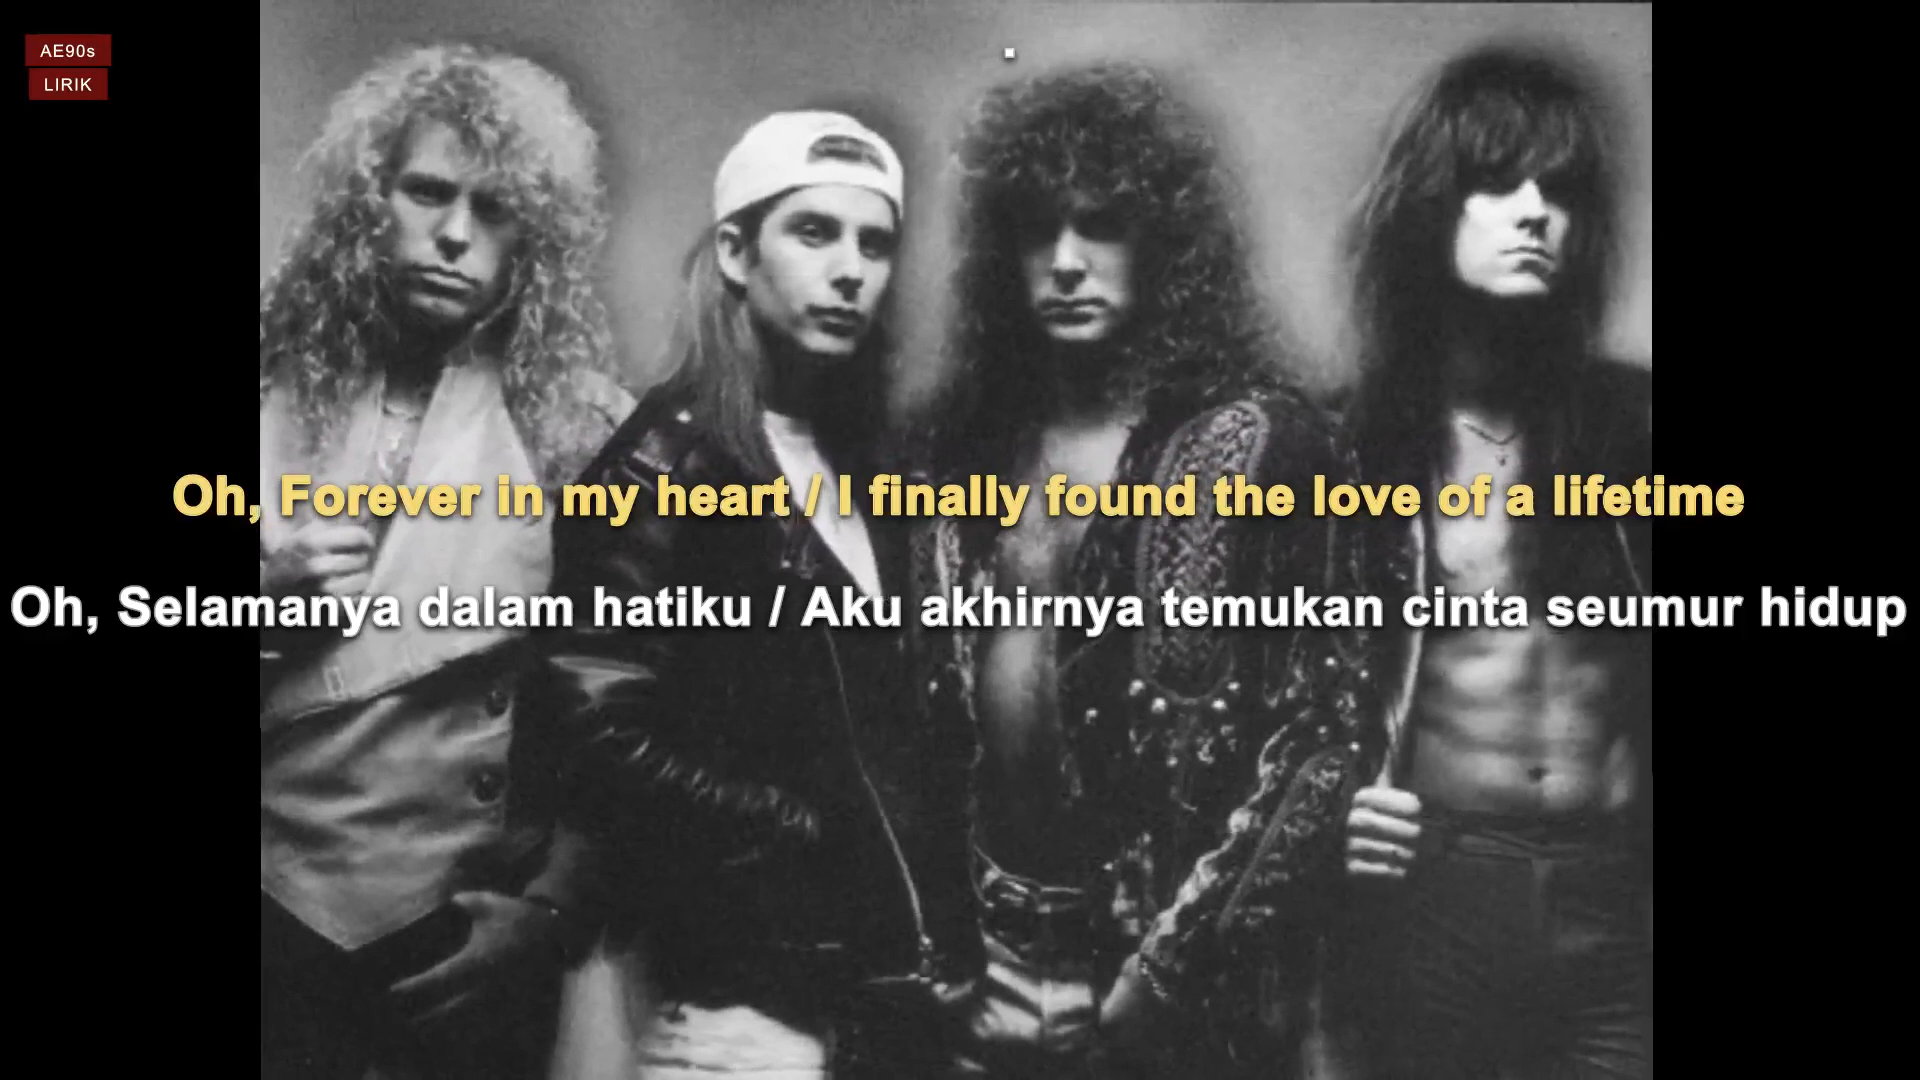 AE90s
LIRIK
Oh, Forever in my heart / I finally found the love of a lifetime
Oh, Selamanya dalam hatiku / Aku akhirnya temukan cinta seumur hidup